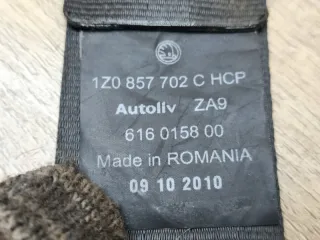 1Z0 857 702 C HCP
Autoliv ZA9
616 0158 00
Made in ROMANIA
09 10 2010